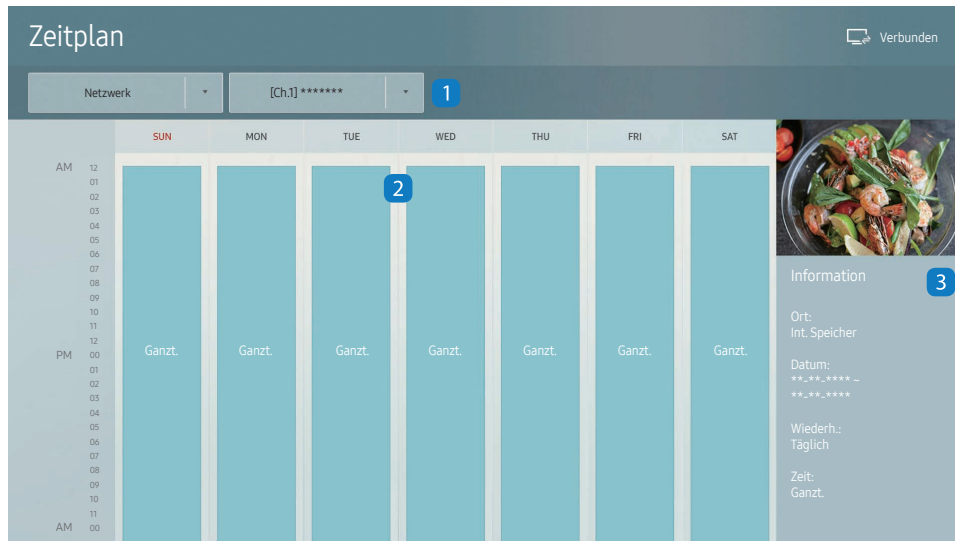 Zeitplan
Verbunden
Netzwerk
[Ch.1] *******
1
SUN MON TUE WED THU FRI SAT
AM 12
01
02
2
03
04
05
06
07
08
09
10
11
12
PM 00
Ganzt. Ganzt. Ganzt. Ganzt. Ganzt. Ganzt. Ganzt.
01
02
03
04
05
06
07
08
09
10
11
AM 00
Information
3
Ort:
Int. Speicher
Datum:
**-**-**** ~
**-**-****
Wiederh.:
Täglich
Zeit:
Ganzt.